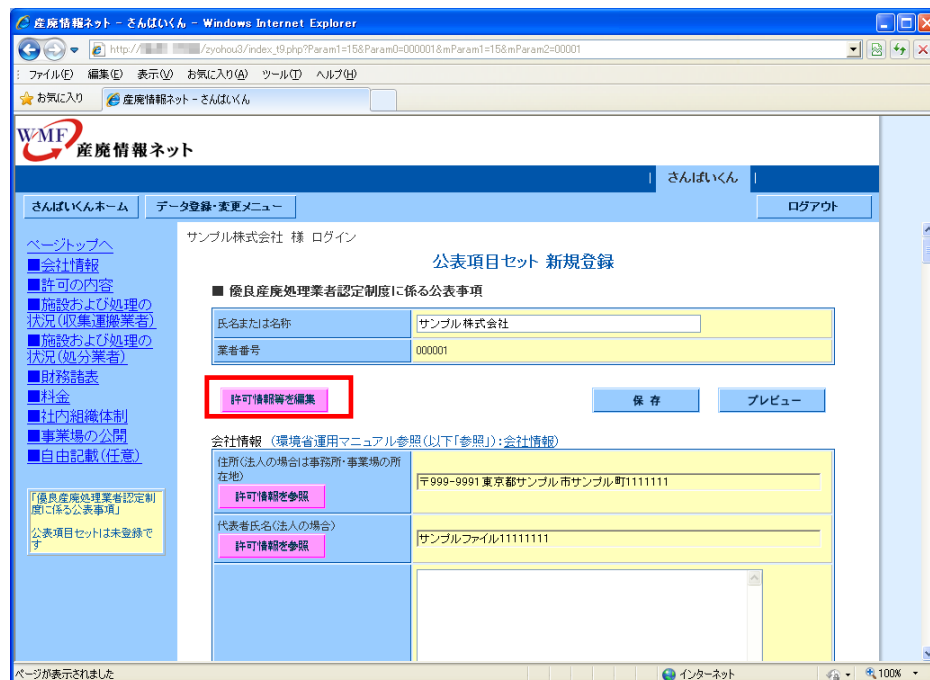 産廃情報ネット - さんぱいくん - Windows Internet Explorer
http:// /zyohou3/index_t9.php?Param1=15&Param0=000001&mParam1=15&mParam2=00001
ファイル(F) 編集(E) 表示(V) お気に入り(A) ツール(T) ヘルプ(H)
お気に入り 産廃情報ネット - さんぱいくん
WMF 産廃情報ネット
| さんぱいくん |
さんぱいくんホーム データ登録・変更メニュー ログアウト
サンプル株式会社 様 ログイン
ページトップへ
■会社情報
■許可の内容
■施設および処理の
状況(収集運搬業者)
■施設および処理の
状況(処分業者)
■財務諸表
■料金
■社内組織体制
■事業場の公開
■自由記載(任意)
「優良産廃処理業者認定制
度に係る公表事項」
公表項目セットは未登録で
す
公表項目セット 新規登録
■ 優良産廃処理業者認定制度に係る公表事項
氏名または名称 サンプル株式会社
業者番号 000001
許可情報等を編集 保 存 プレビュー
会社情報 (環境省運用マニュアル参照(以下「参照」):会社情報)
住所(法人の場合は事務所・事業場の所
在地)
許可情報を参照
〒999-9991 東京都サンプル市サンプル町1111111
代表者氏名(法人の場合)
許可情報を参照
サンプルファイル11111111
ページが表示されました インターネット 100%